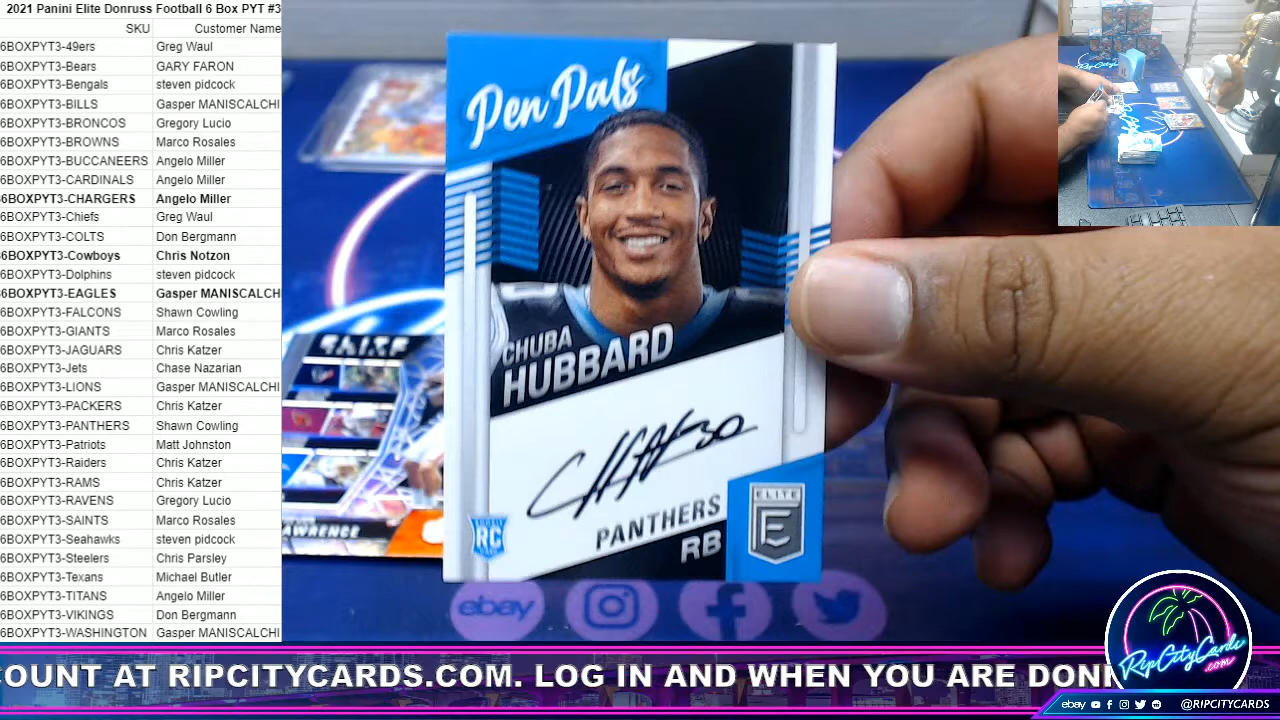 2021 Panini Elite Donruss Football 6 Box PYT #3
SKU Customer Name
6BOXPYT3-49ers Greg Waul
6BOXPYT3-Bears GARY FARON
6BOXPYT3-Bengals steven pidcock
6BOXPYT3-BILLS Gasper MANISCALCHI
6BOXPYT3-BRONCOS Gregory Lucio
6BOXPYT3-BROWNS Marco Rosales
6BOXPYT3-BUCCANEERS Angelo Miller
6BOXPYT3-CARDINALS Angelo Miller
6BOXPYT3-CHARGERS Angelo Miller
6BOXPYT3-Chiefs Greg Waul
6BOXPYT3-COLTS Don Bergmann
6BOXPYT3-Cowboys Chris Notzon
6BOXPYT3-Dolphins steven pidcock
6BOXPYT3-EAGLES Gasper MANISCALCH
6BOXPYT3-FALCONS Shawn Cowling
6BOXPYT3-GIANTS Marco Rosales
6BOXPYT3-JAGUARS Chris Katzer
6BOXPYT3-Jets Chase Nazarian
6BOXPYT3-LIONS Gasper MANISCALCHI
6BOXPYT3-PACKERS Chris Katzer
6BOXPYT3-PANTHERS Shawn Cowling
6BOXPYT3-Patriots Matt Johnston
6BOXPYT3-Raiders Chris Katzer
6BOXPYT3-RAMS Chris Katzer
6BOXPYT3-RAVENS Gregory Lucio
6BOXPYT3-SAINTS Marco Rosales
6BOXPYT3-Seahawks steven pidcock
6BOXPYT3-Steelers Chris Parsley
6BOXPYT3-Texans Michael Butler
6BOXPYT3-TITANS Angelo Miller
6BOXPYT3-VIKINGS Don Bergmann
6BOXPYT3-WASHINGTON Gasper MANISCALCHI
Pen Pals
CHUBA
HUBBARD
PANTHERS
RB
RC
ELITE
E
ELITE
AWRENCE
ebay
COUNT AT RIPCITYCARDS.COM. LOG IN AND WHEN YOU ARE DON
RipCityCards
.com
ebay @RIPCITYCARDS